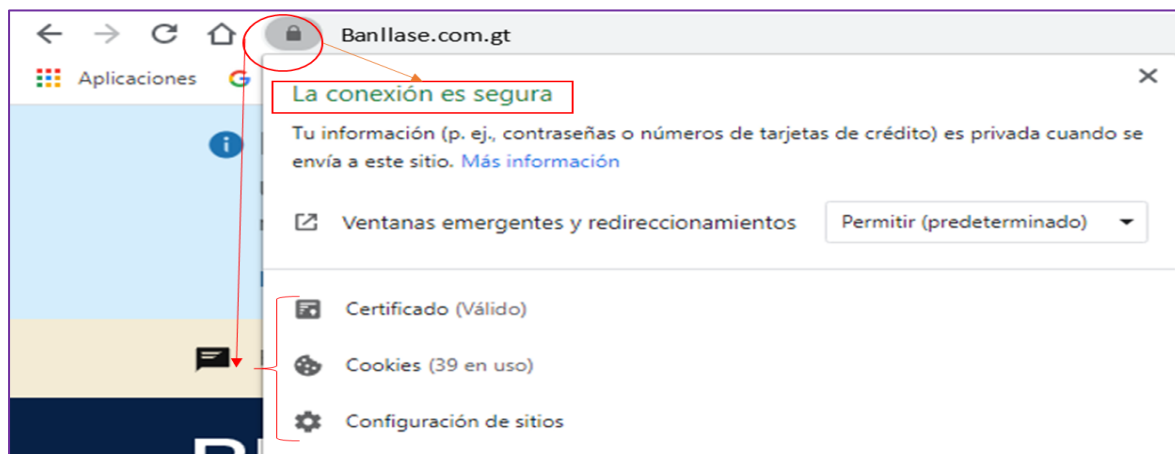 Banllase.com.gt
Aplicaciones
La conexión es segura
Tu información (p. ej., contraseñas o números de tarjetas de crédito) es privada cuando se
envía a este sitio. Más información
Ventanas emergentes y redireccionamientos Permitir (predeterminado)
Certificado (Válido)
Cookies (39 en uso)
Configuración de sitios